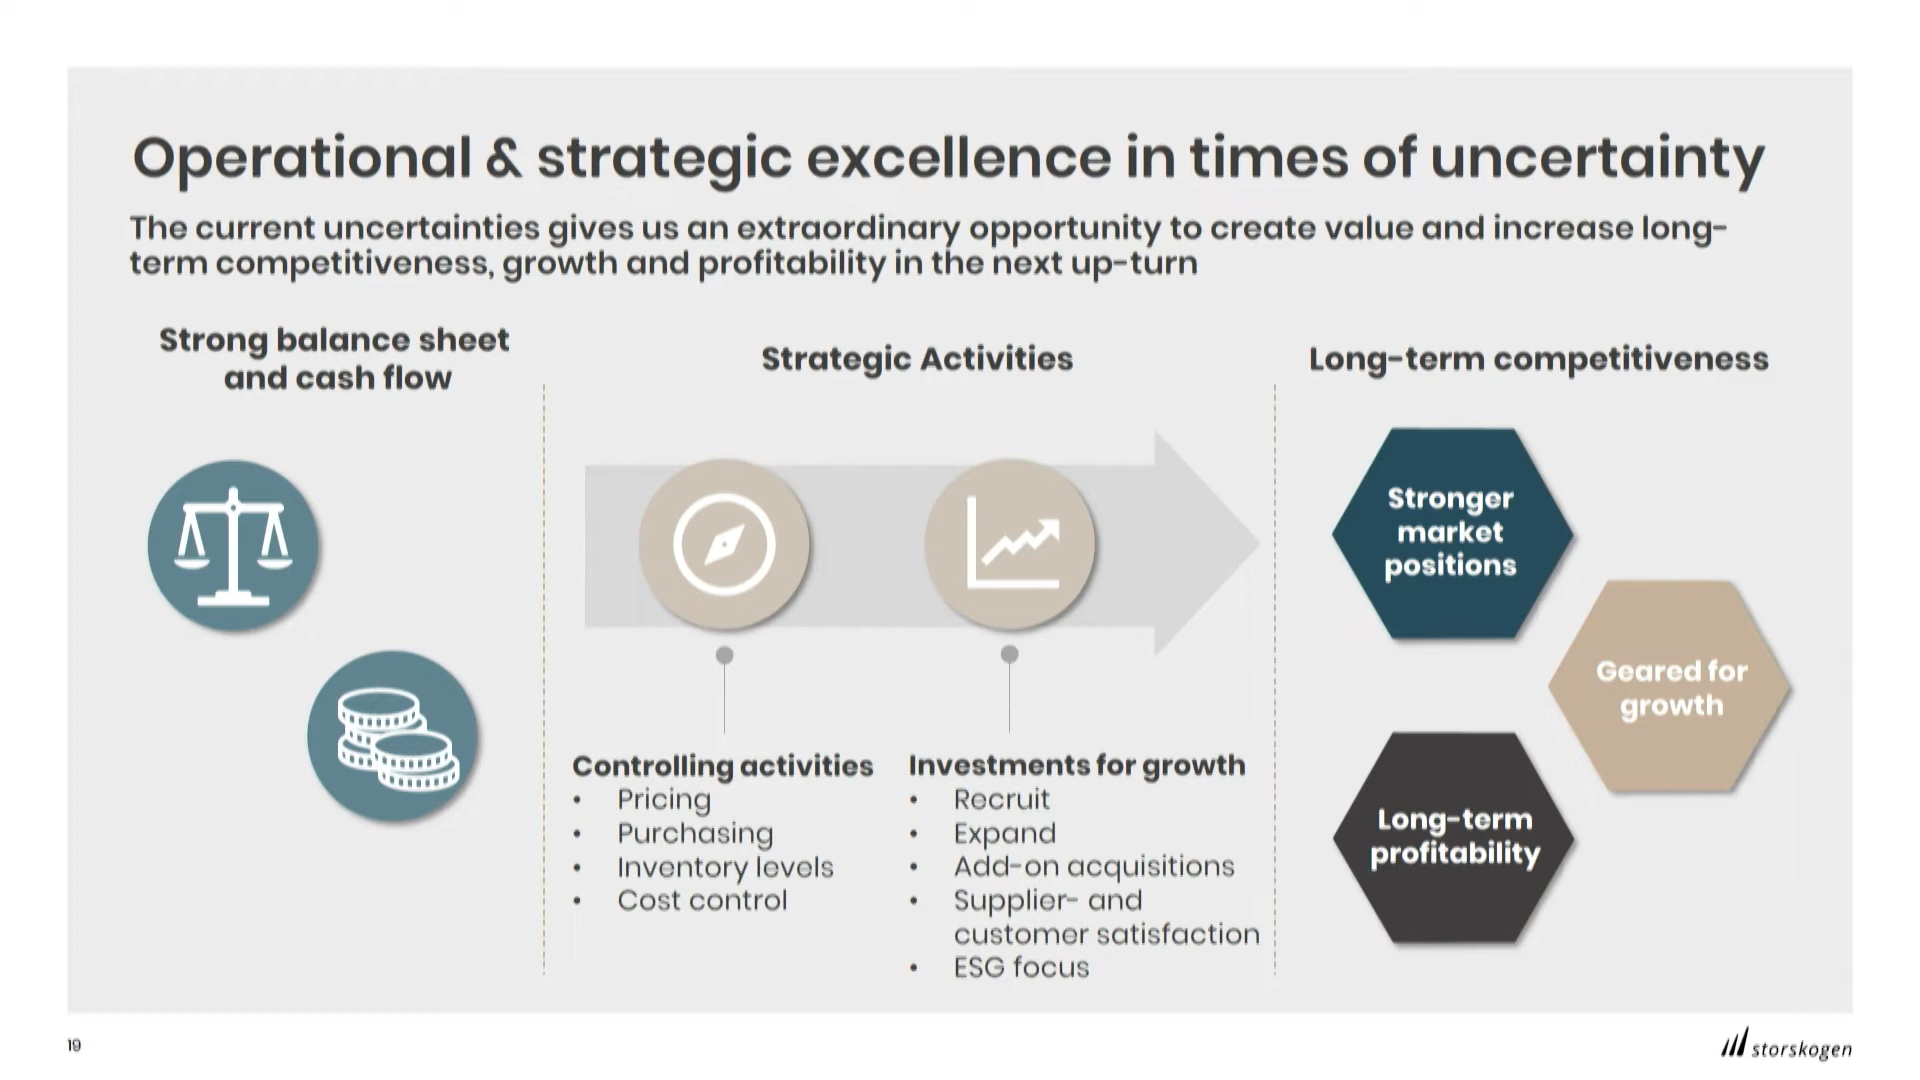 Operational & strategic excellence in times of uncertainty
The current uncertainties gives us an extraordinary opportunity to create value and increase long-
term competitiveness, growth and profitability in the next up-turn
Strong balance sheet
and cash flow
Strategic Activities
Controlling activities
• Pricing
• Purchasing
• Inventory levels
• Cost control
Investments for growth
• Recruit
• Expand
• Add-on acquisitions
• Supplier- and
customer satisfaction
• ESG focus
Long-term competitiveness
Stronger
market
positions
Geared for
growth
Long-term
profitability
19
storskogen